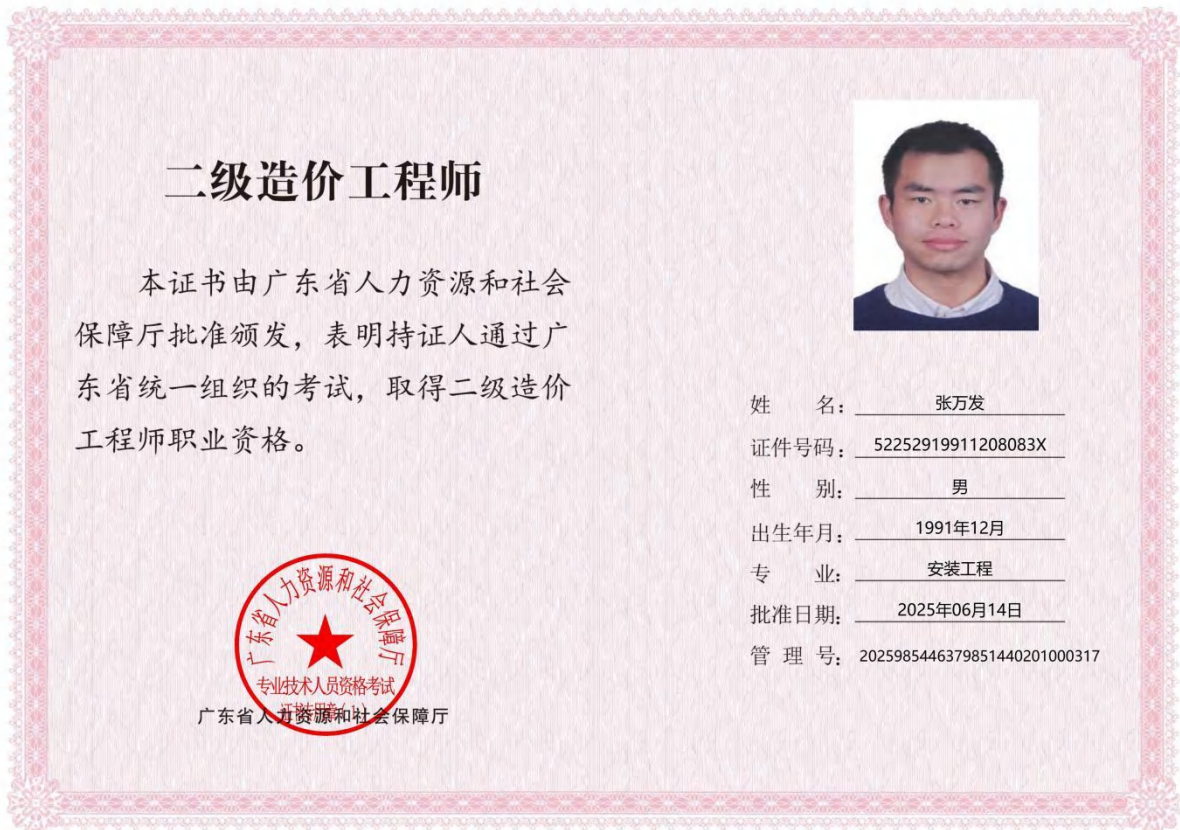 二级造价工程师
本证书由广东省人力资源和社会
保障厅批准颁发，表明持证人通过广
东省统一组织的考试，取得二级造价
工程师职业资格。
广东省人力资源和社会保障厅
专业技术人员资格考试
证书专用章（1）
广东省人力资源和社会保障厅
姓 名：张万发
证件号码：52252919911208083X
性 别：男
出生年月：1991年12月
专 业：安装工程
批准日期：2025年06月14日
管 理 号：2025985446379851440201000317